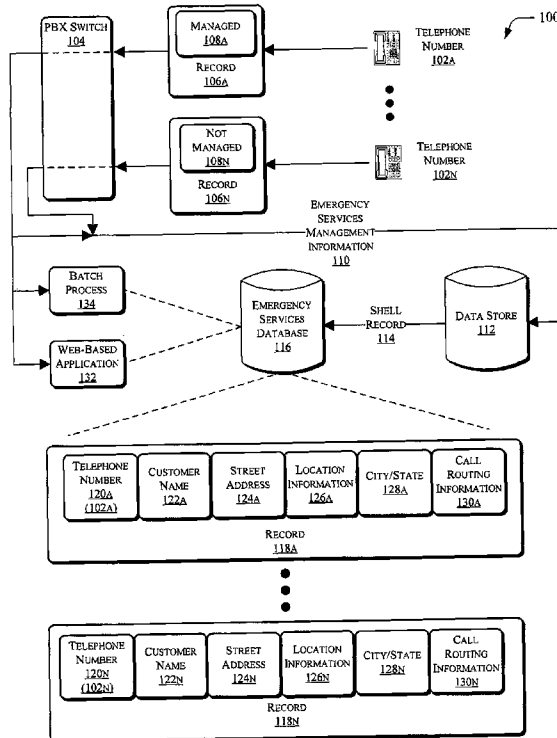 100
PBX SWITCH
104
MANAGED
108A
RECORD
106A
TELEPHONE
NUMBER
102A
NOT
MANAGED
108N
RECORD
106N
TELEPHONE
NUMBER
102N
EMERGENCY
SERVICES
MANAGEMENT
INFORMATION
110
BATCH
PROCESS
134
WEB-BASED
APPLICATION
132
EMERGENCY
SERVICES
DATABASE
116
SHELL
RECORD
114
DATA STORE
112
TELEPHONE
NUMBER
120A
(102A)
CUSTOMER
NAME
122A
STREET
ADDRESS
124A
LOCATION
INFORMATION
126A
CITY/STATE
128A
CALL
ROUTING
INFORMATION
130A
RECORD
118A
TELEPHONE
NUMBER
120N
(102N)
CUSTOMER
NAME
122N
STREET
ADDRESS
124N
LOCATION
INFORMATION
126N
CITY/STATE
128N
CALL
ROUTING
INFORMATION
130N
RECORD
118N